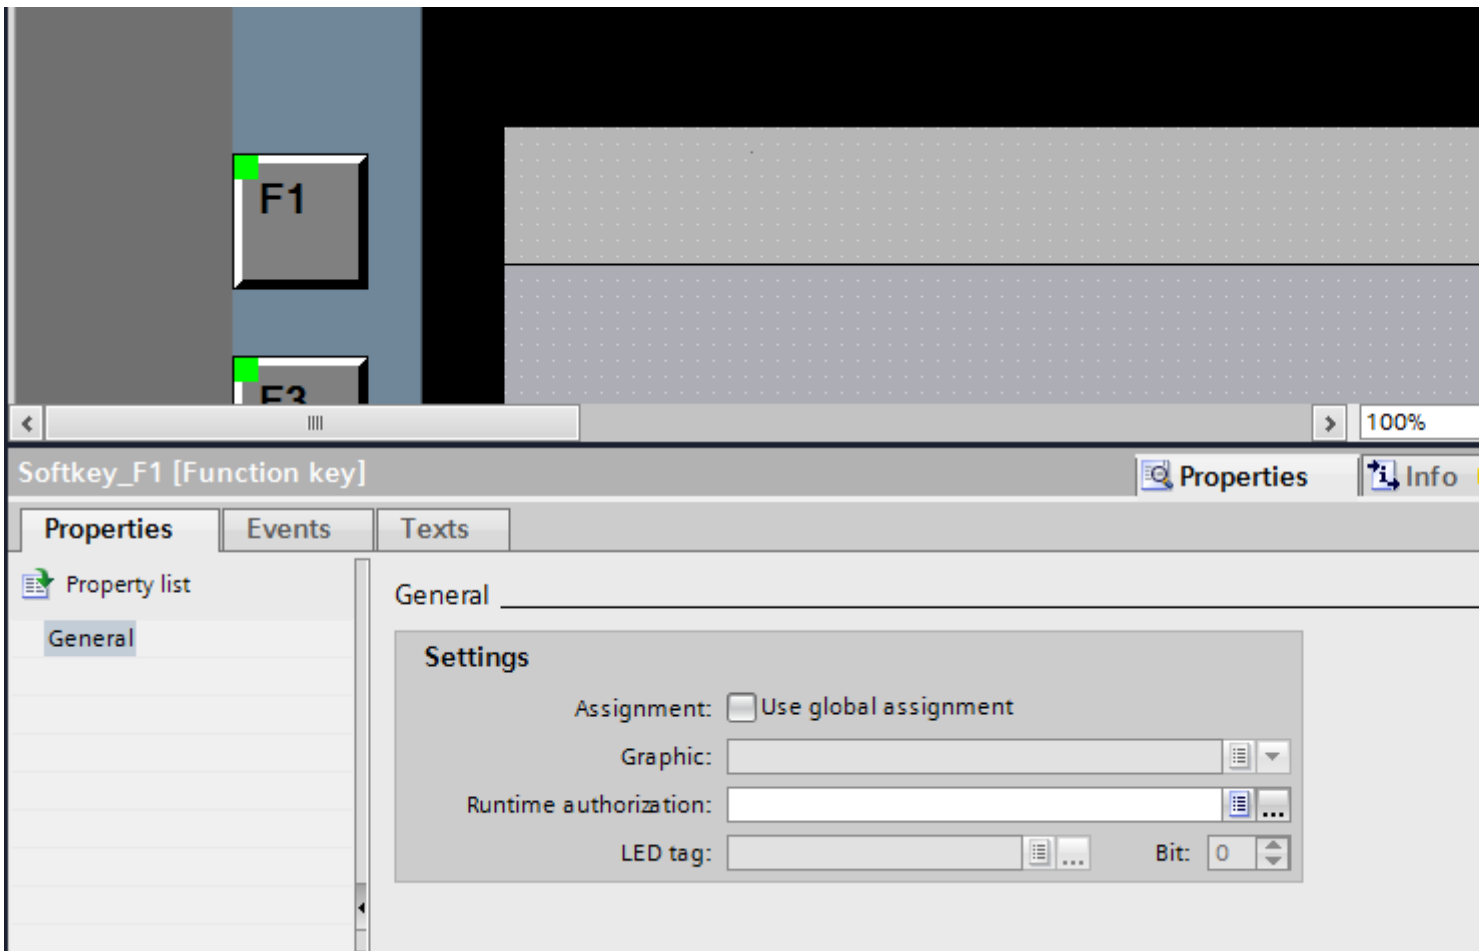 F1
F3
100%
Softkey_F1 [Function key]
Properties
Info
Properties
Events
Texts
Property list
General
General
Settings
Assignment: Use global assignment
Graphic:
Runtime authorization:
...
LED tag:
...
Bit: 0